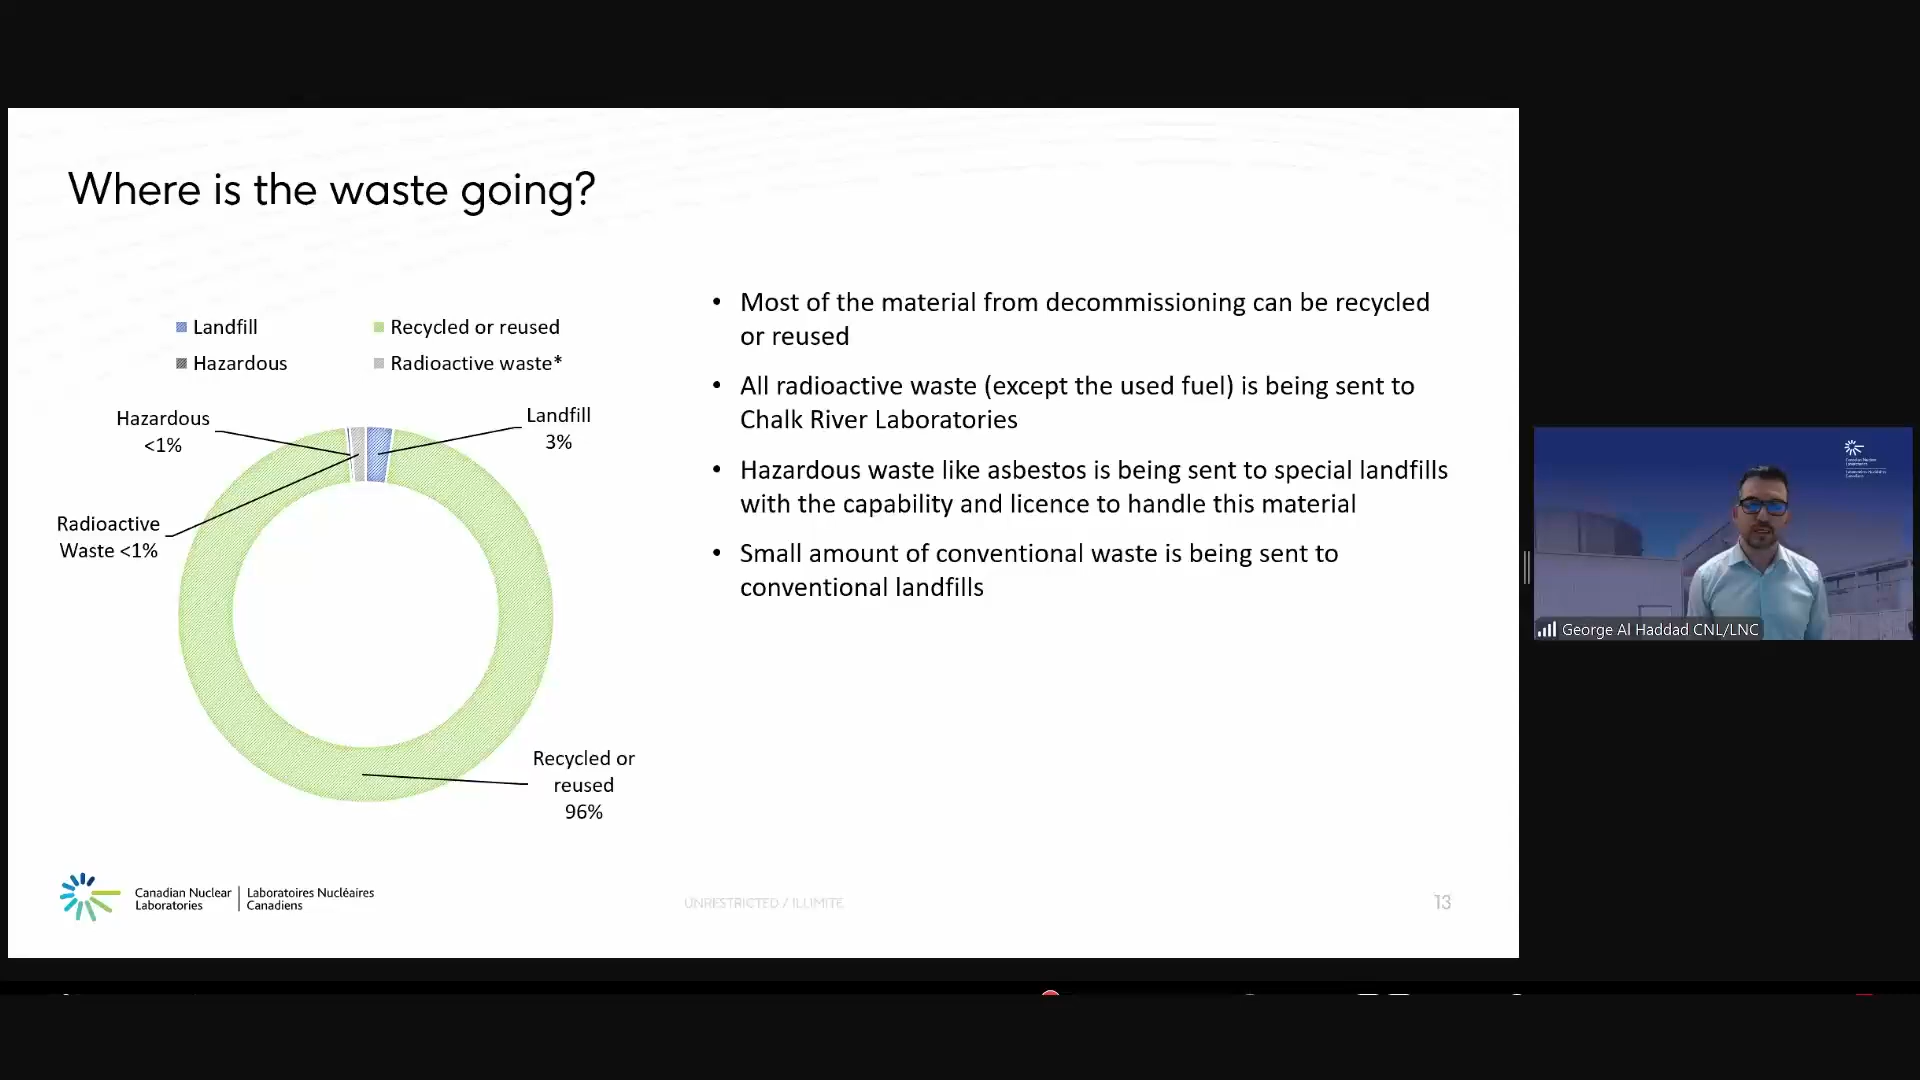 Where is the waste going?
Landfill
Recycled or reused
Hazardous
Radioactive waste*
Hazardous
<1%
Landfill
3%
Radioactive
Waste <1%
Recycled or
reused
96%
• Most of the material from decommissioning can be recycled
or reused
• All radioactive waste (except the used fuel) is being sent to
Chalk River Laboratories
• Hazardous waste like asbestos is being sent to special landfills
with the capability and licence to handle this material
• Small amount of conventional waste is being sent to
conventional landfills
George Al Haddad CNL/LNC
Canadian Nuclear
Laboratories
Laboratoires Nucléaires
Canadiens
UNRESTRICTED / ILLIMITÉ
13